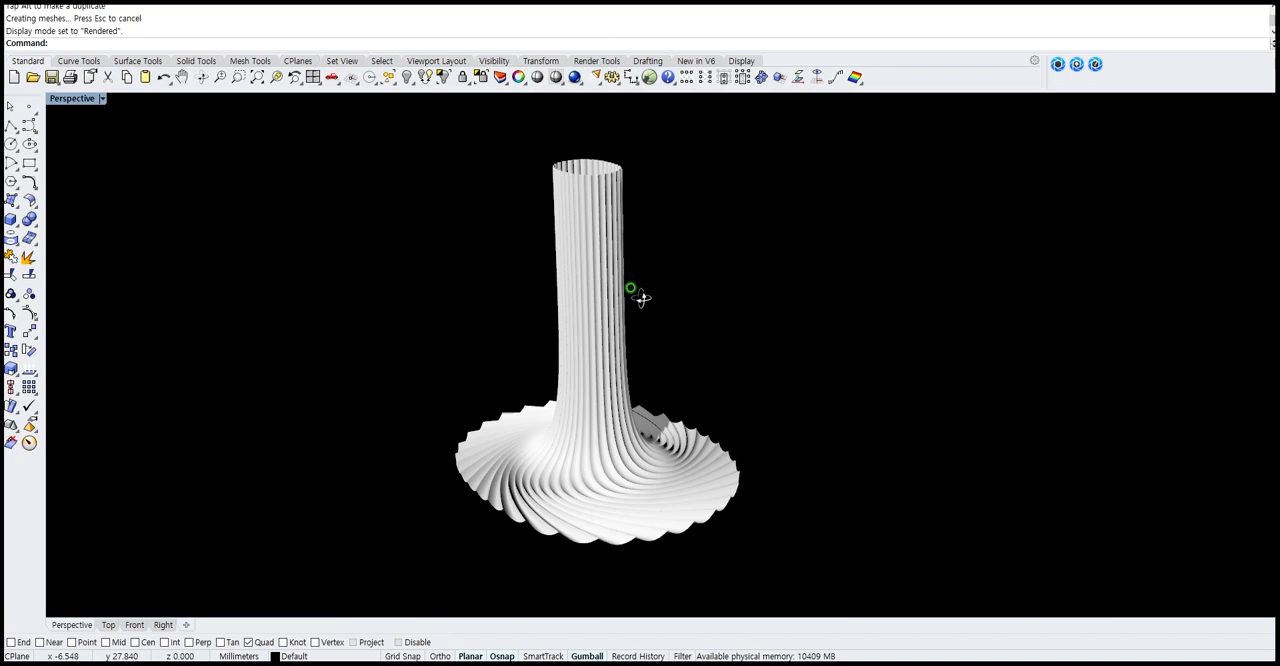 Tap Alt to make a duplicate
Creating meshes... Press Esc to cancel
Display mode set to "Rendered".
Command:
Standard Curve Tools Surface Tools Solid Tools Mesh Tools CPlanes Set View Select Viewport Layout Visibility Transform Render Tools Drafting New in V6 Display
Perspective
Perspective Top Front Right
End Near Point Mid Cen Int Perp Tan Quad Knot Vertex Project Disable
CPlane x -6.548 y 27.840 z 0.000 Millimeters Default Grid Snap Ortho Planar Osnap SmartTrack Gumball Record History Filter Available physical memory: 10409 MB